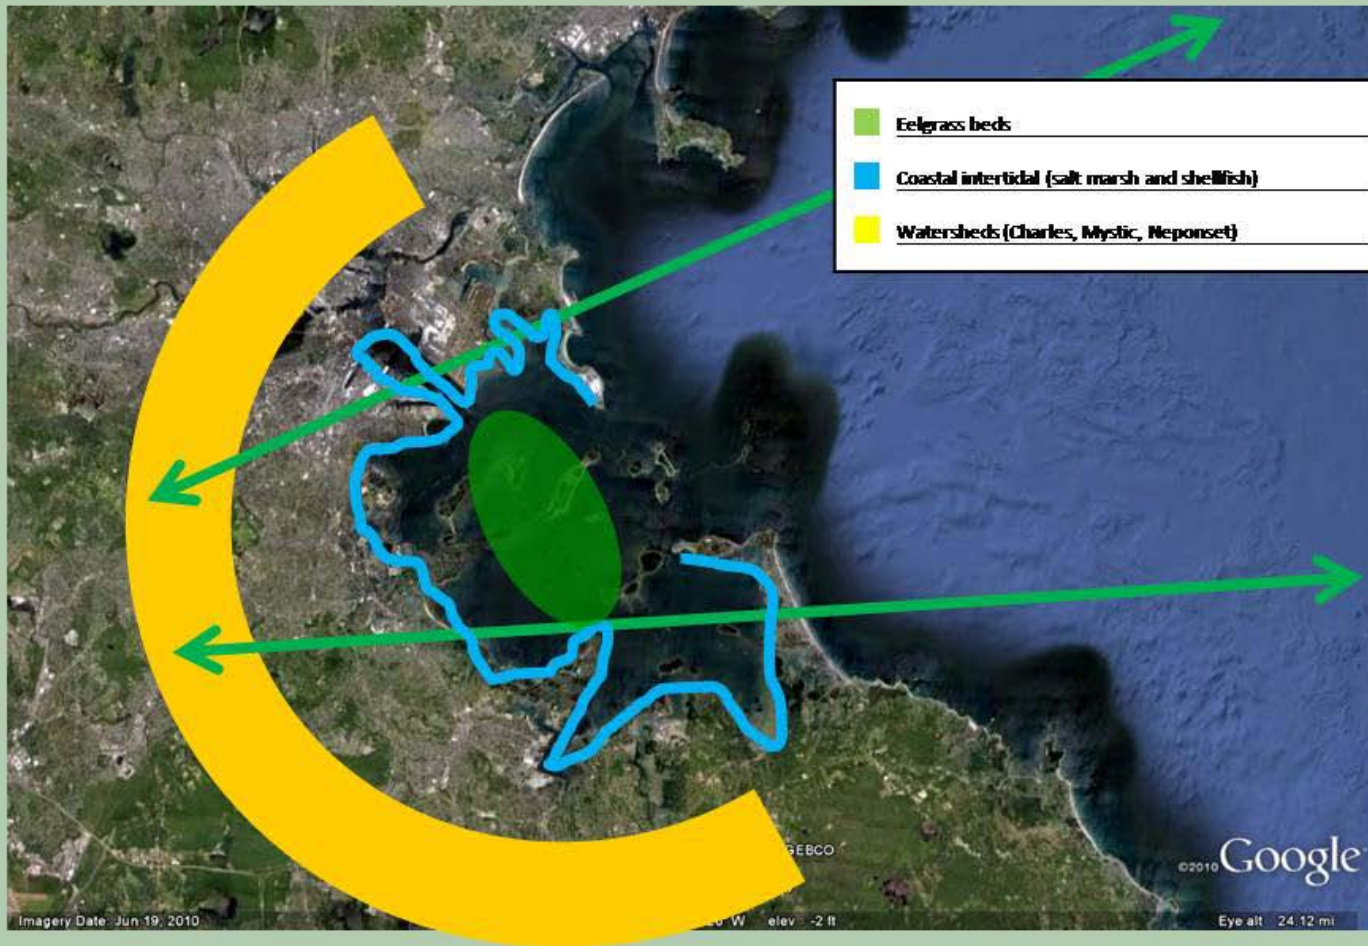 Eelgrass beds
Coastal intertidal (salt marsh and shellfish)
Watersheds (Charles, Mystic, Neponset)
GEBCO
©2010 Google
Imagery Date: Jun 19, 2010
W elev -2 ft
Eye alt 24.12 mi